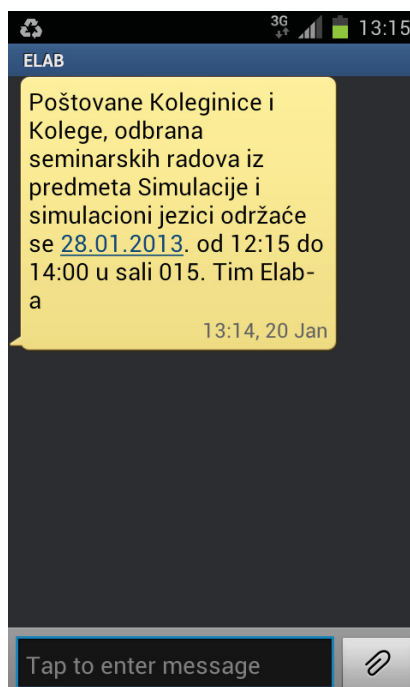 3G 13:15
ELAB
Poštovane Koleginice i
Kolege, odbrana
seminarskih radova iz
predmeta Simulacije i
simulacioni jezici održaće
se 28.01.2013. od 12:15 do
14:00 u sali 015. Tim Elab-
a
13:14, 20 Jan
Tap to enter message